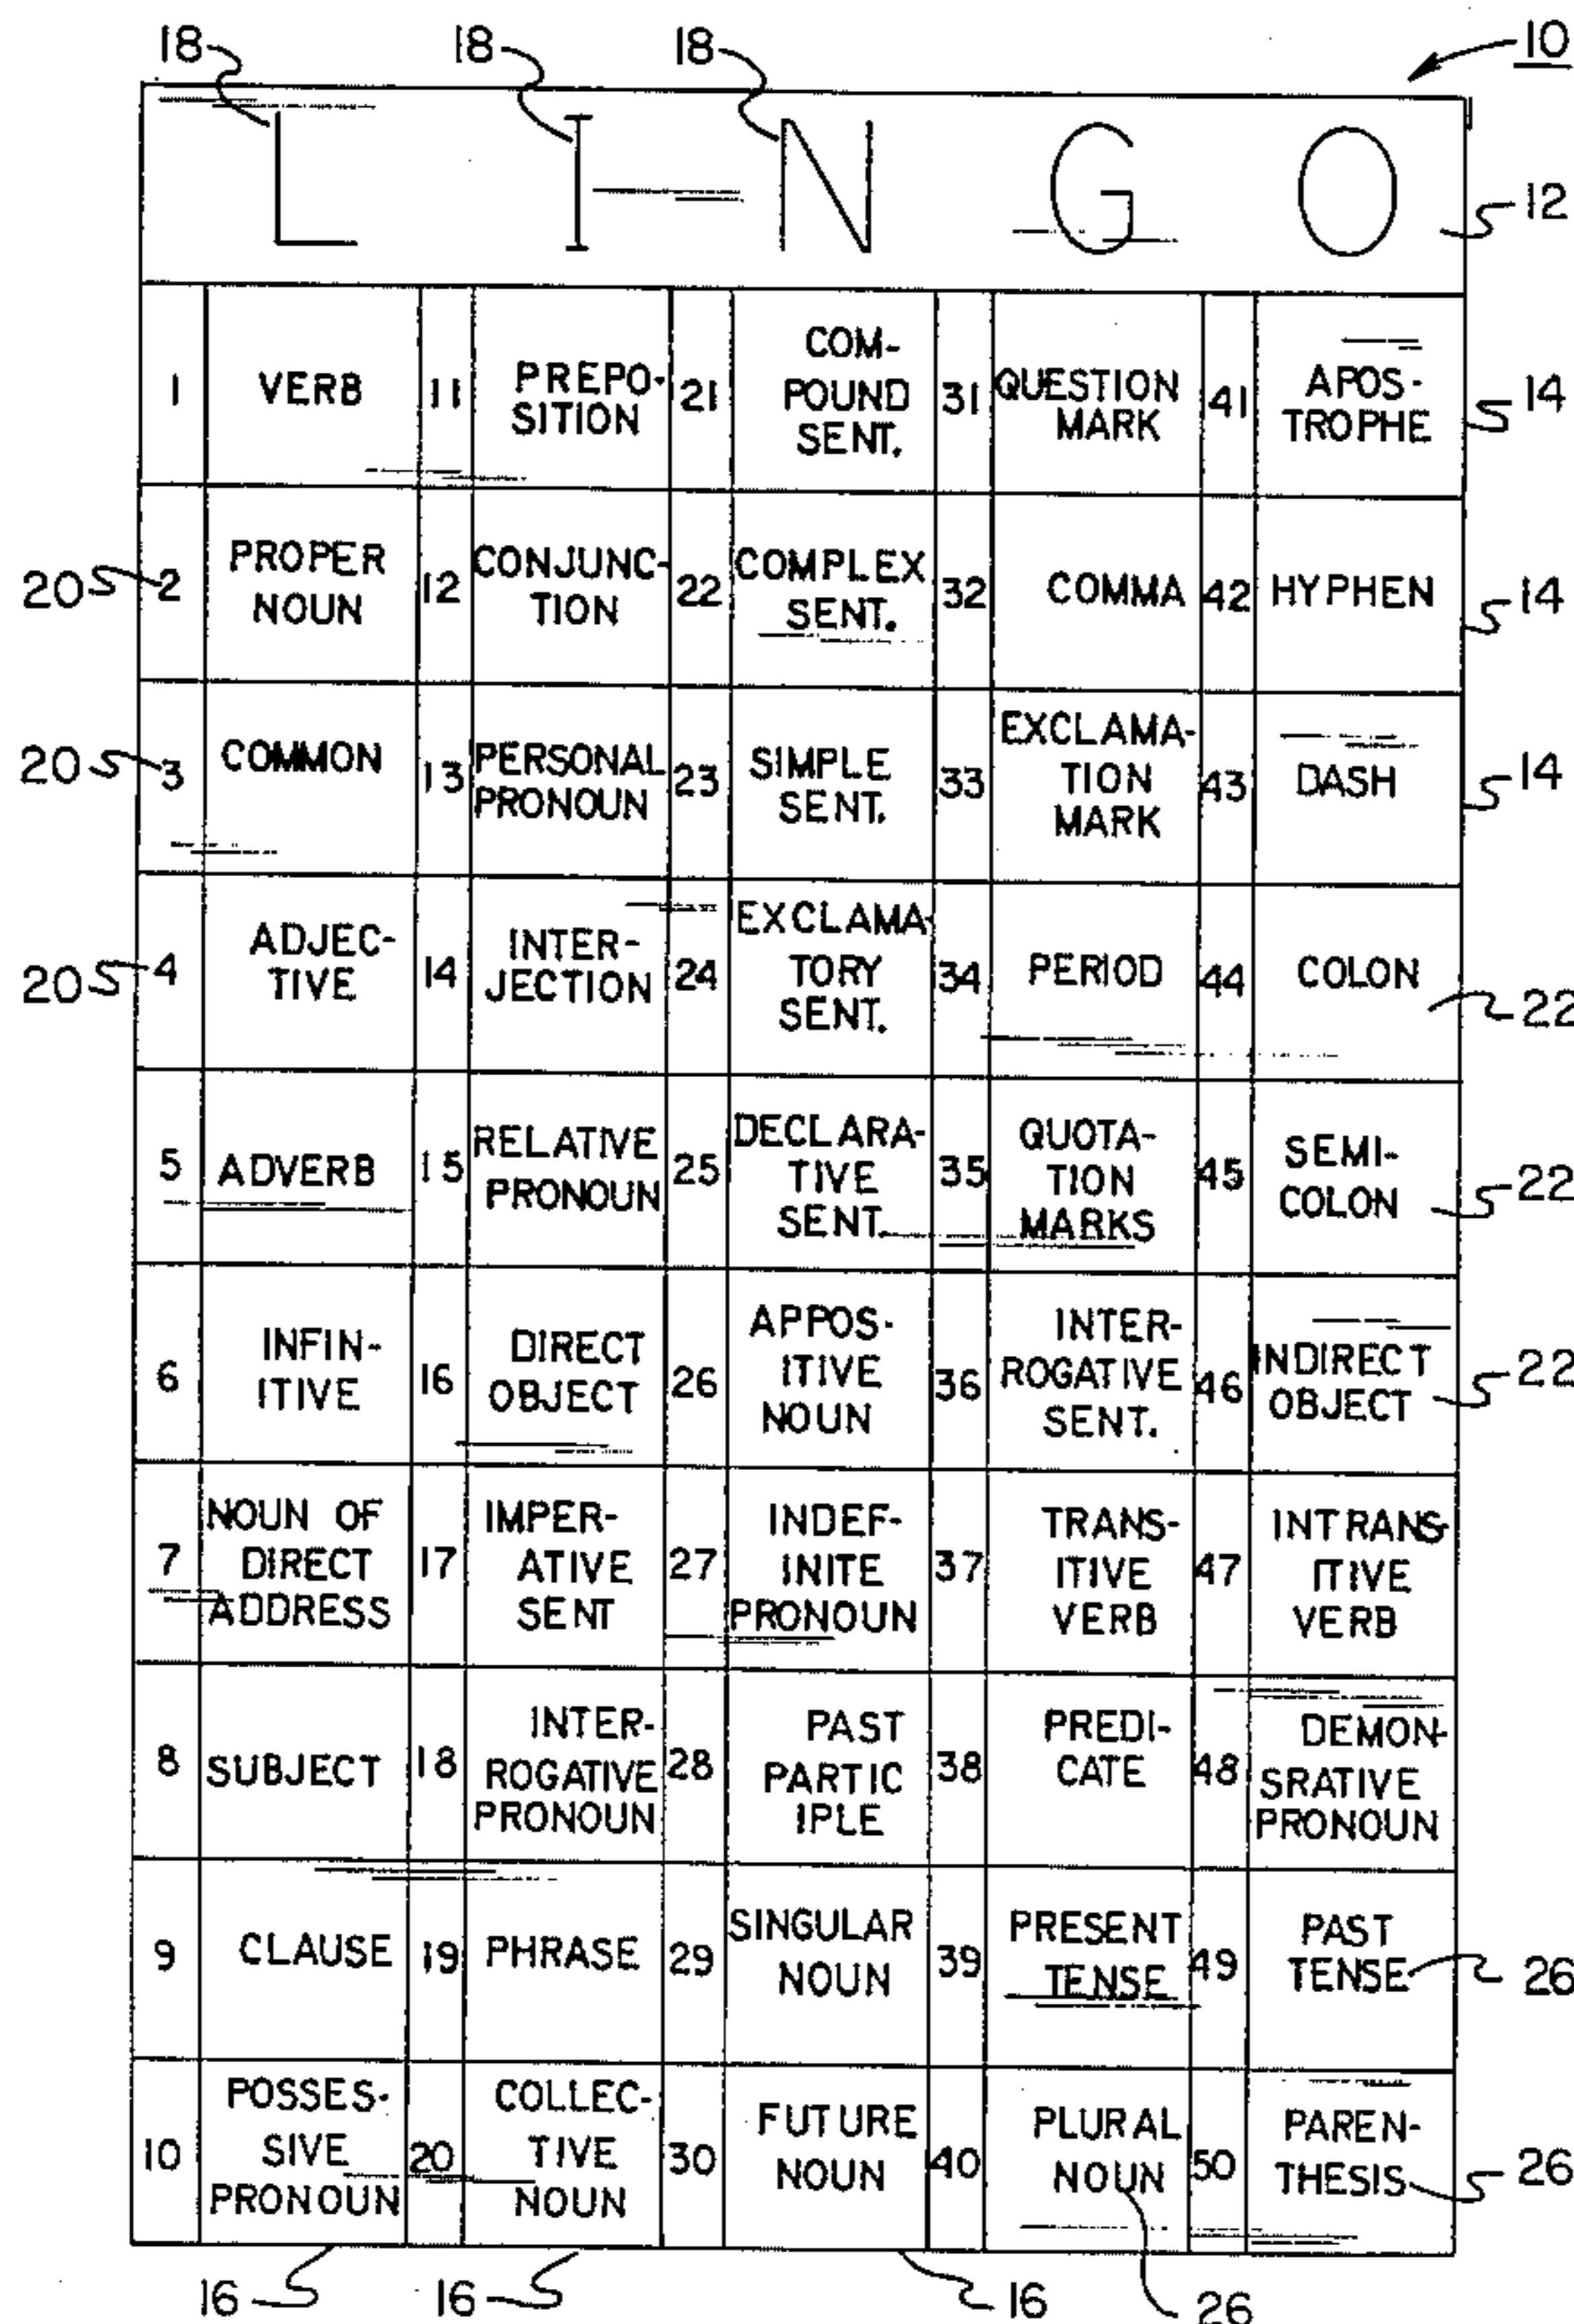 18 18 18 10
L I N G O
12
1 VERB 11 PREPO-SITION 21 COM-POUND SENT. 31 QUESTION MARK 41 APOS-TROPHE 14
20 2 PROPER NOUN 12 CONJUNC-TION 22 COMPLEX SENT. 32 COMMA 42 HYPHEN 14
20 3 COMMON 13 PERSONAL PRONOUN 23 SIMPLE SENT. 33 EXCLAMA-TION MARK 43 DASH 14
20 4 ADJEC-TIVE 14 INTER-JECTION 24 EXCLAMA-TORY SENT. 34 PERIOD 44 COLON 22
5 ADVERB 15 RELATIVE PRONOUN 25 DECLARA-TIVE SENT. 35 QUOTA-TION MARKS 45 SEMI-COLON 22
6 INFIN-ITIVE 16 DIRECT OBJECT 26 APPOS-ITIVE NOUN 36 INTER-ROGATIVE SENT. 46 INDIRECT OBJECT 22
7 NOUN OF DIRECT ADDRESS 17 IMPER-ATIVE SENT 27 INDEF-INITE PRONOUN 37 TRANS-ITIVE VERB 47 INTRANS-ITIVE VERB
8 SUBJECT 18 INTER-ROGATIVE PRONOUN 28 PAST PARTIC IPLE 38 PREDI-CATE 48 DEMON-SRATIVE PRONOUN
9 CLAUSE 19 PHRASE 29 SINGULAR NOUN 39 PRESENT TENSE 49 PAST TENSE 26
10 POSSES-SIVE PRONOUN 20 COLLEC-TIVE NOUN 30 FUTURE NOUN 40 PLURAL NOUN 50 PAREN-THESIS 26
16 16 16 26